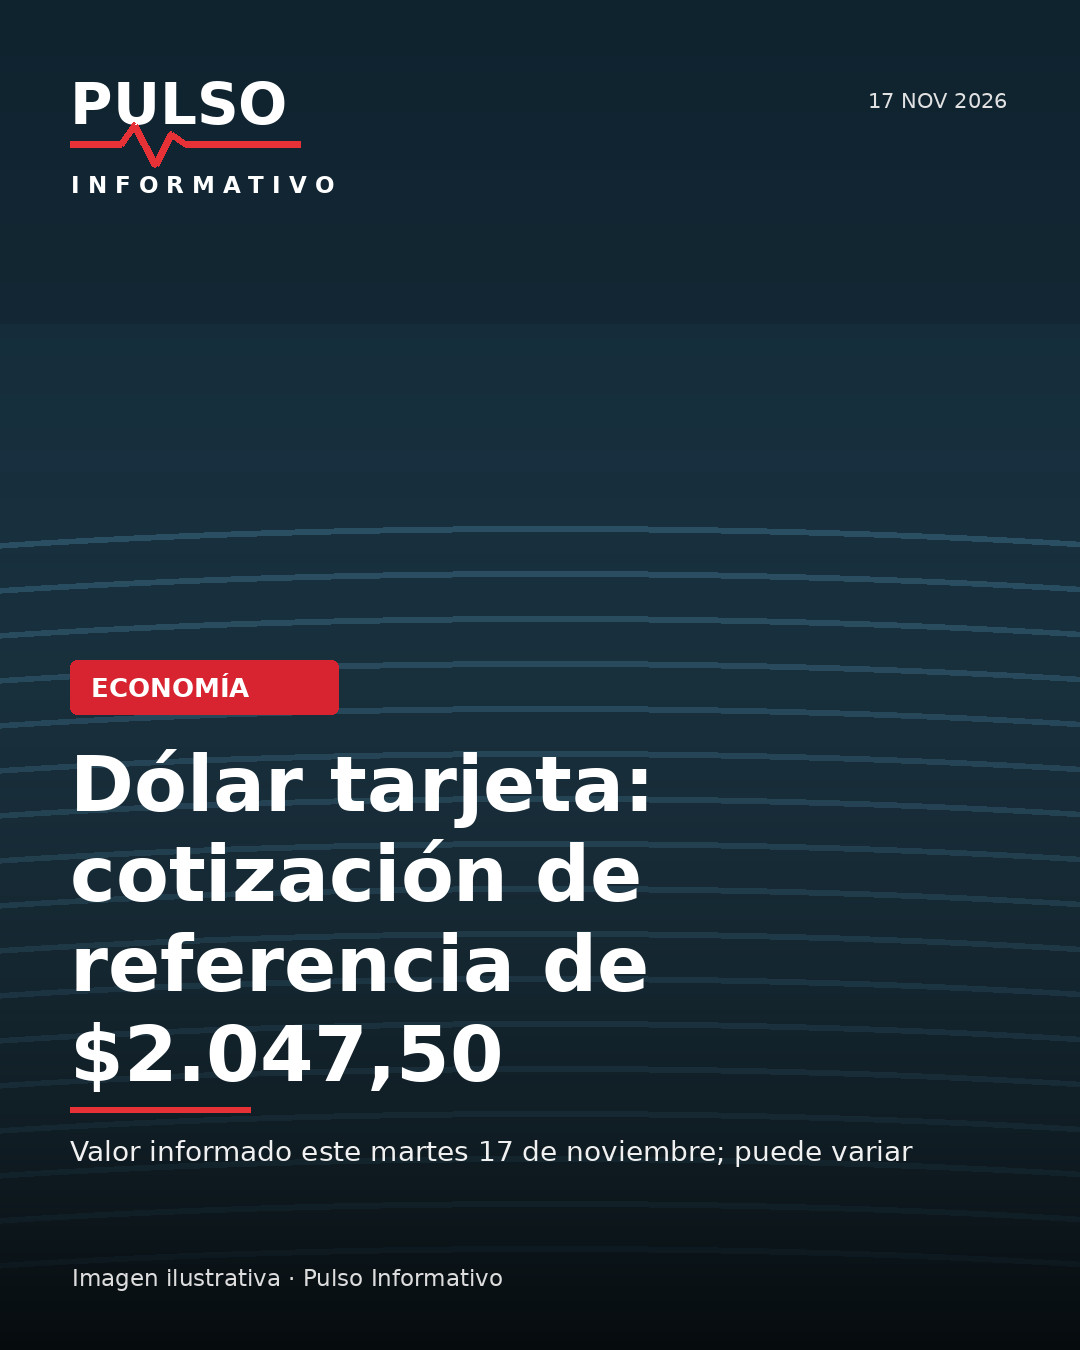 PULSO
INFORMATIVO
17 NOV 2026
ECONOMÍA
Dólar tarjeta:
cotización de
referencia de
$2.047,50
Valor informado este martes 17 de noviembre; puede variar
Imagen ilustrativa · Pulso Informativo